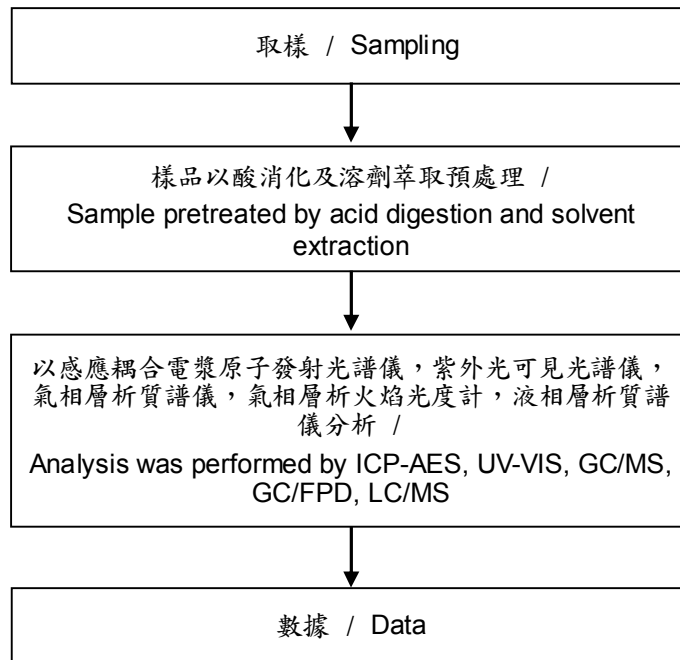 取樣 / Sampling
樣品以酸消化及溶劑萃取預處理 /
Sample pretreated by acid digestion and solvent
extraction
以感應耦合電漿原子發射光譜儀，紫外光可見光譜儀，
氣相層析質譜儀，氣相層析火焰光度計，液相層析質譜
儀分析 /
Analysis was performed by ICP-AES, UV-VIS, GC/MS,
GC/FPD, LC/MS
數據 / Data